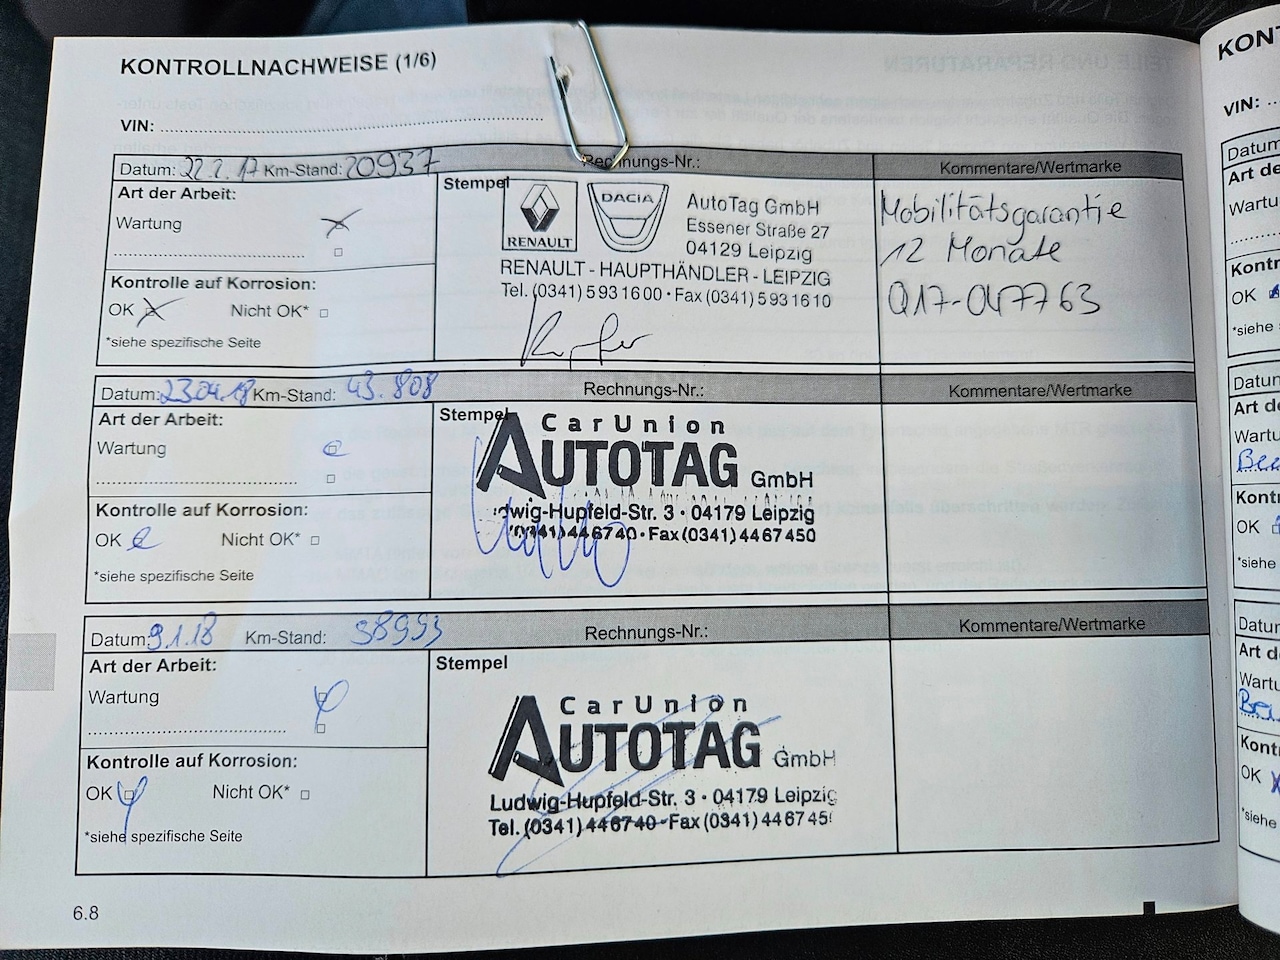 KONTROLLNACHWEISE (1/6)
VIN:
Datum: 22.2.17 Km-Stand: 20937 Rechnungs-Nr.: Kommentare/Wertmarke
Art der Arbeit:
Wartung
Kontrolle auf Korrosion:
OK Nicht OK*
*siehe spezifische Seite
Stempel
RENAULT
DACIA
AutoTag GmbH
Essener Straße 27
04129 Leipzig
RENAULT - HAUPTHÄNDLER - LEIPZIG
Tel. (0341) 5 93 16 00 · Fax (0341) 5 93 16 10
Mobilitätsgarantie
12 Monate
Q17-047763
Datum: 23.04.18 Km-Stand: 43.808 Rechnungs-Nr.: Kommentare/Wertmarke
Art der Arbeit:
Wartung
Kontrolle auf Korrosion:
OK Nicht OK*
*siehe spezifische Seite
Stempel
CarUnion
AUTOTAG GmbH
Ludwig-Hupfeld-Str. 3 · 04179 Leipzig
(0341) 4 46 74 0 · Fax (0341) 4 46 74 50
Datum: 9.1.18 Km-Stand: 58993 Rechnungs-Nr.: Kommentare/Wertmarke
Art der Arbeit:
Wartung
Kontrolle auf Korrosion:
OK Nicht OK*
*siehe spezifische Seite
Stempel
CarUnion
AUTOTAG GmbH
Ludwig-Hupfeld-Str. 3 · 04179 Leipzig
Tel. (0341) 4 46 74 0 - Fax (0341) 4 46 7 45
6.8
KONT
VIN:
Datum
Art de
Wartu
Kontr
OK
*siehe
Datum
Art de
Wartu
Kont
OK
*siehe
Datur
Art d
Wartu
Kont
OK
*siehe